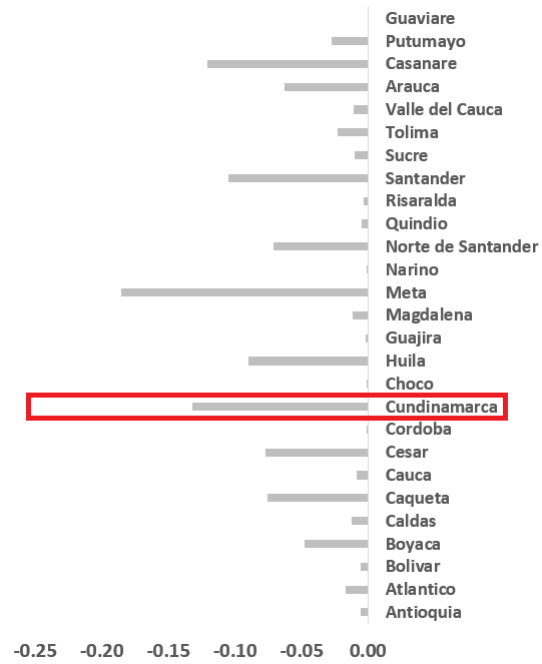 Guaviare
Putumayo
Casanare
Arauca
Valle del Cauca
Tolima
Sucre
Santander
Risaralda
Quindio
Norte de Santander
Narino
Meta
Magdalena
Guajira
Huila
Choco
Cundinamarca
Cordoba
Cesar
Cauca
Caqueta
Caldas
Boyaca
Bolivar
Atlantico
Antioquia
-0.25 -0.20 -0.15 -0.10 -0.05 0.00